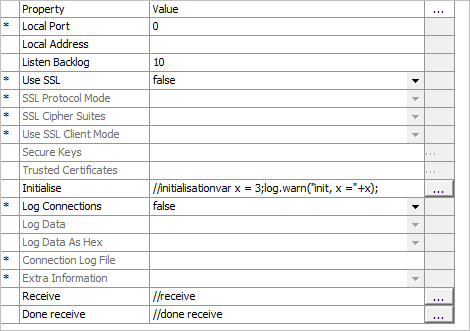 Property Value ...
* Local Port 0
Local Address
Listen Backlog 10
* Use SSL false
* SSL Protocol Mode
* SSL Cipher Suites
* Use SSL Client Mode
Secure Keys ...
Trusted Certificates ...
Initialise //initialisationvar x = 3;log.warn("init, x ="+x); ...
* Log Connections false
Log Data
Log Data As Hex
* Connection Log File
* Extra Information
Receive //receive ...
Done receive //done receive ...